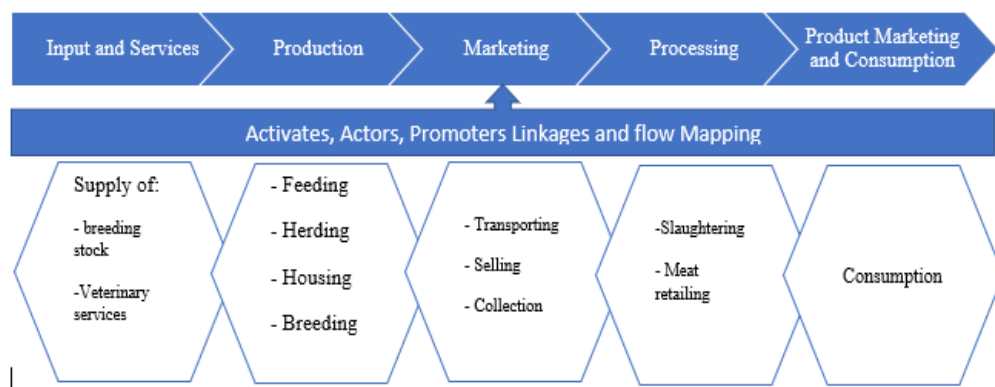 Input and Services
Production
Marketing
Processing
Product Marketing
and Consumption
Activates, Actors, Promoters Linkages and flow Mapping
Supply of:
- breeding
stock
-Veterinary
services
- Feeding
- Herding
- Housing
- Breeding
- Transporting
- Selling
- Collection
-Slaughtering
- Meat
retailing
Consumption